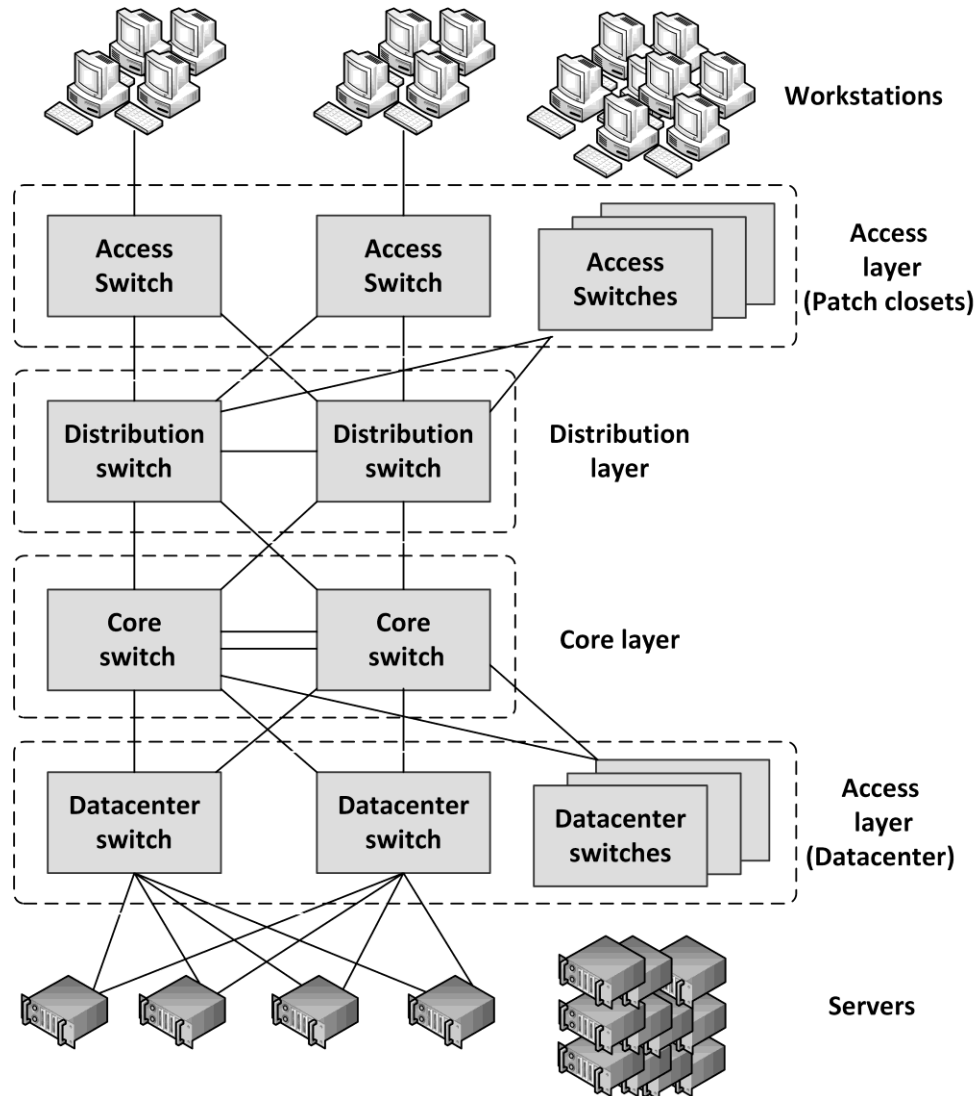 Workstations
Access
Switch
Access
Switch
Access
Switches
Access
layer
(Patch closets)
Distribution
switch
Distribution
switch
Distribution
layer
Core
switch
Core
switch
Core layer
Datacenter
switch
Datacenter
switch
Datacenter
switches
Access
layer
(Datacenter)
Servers